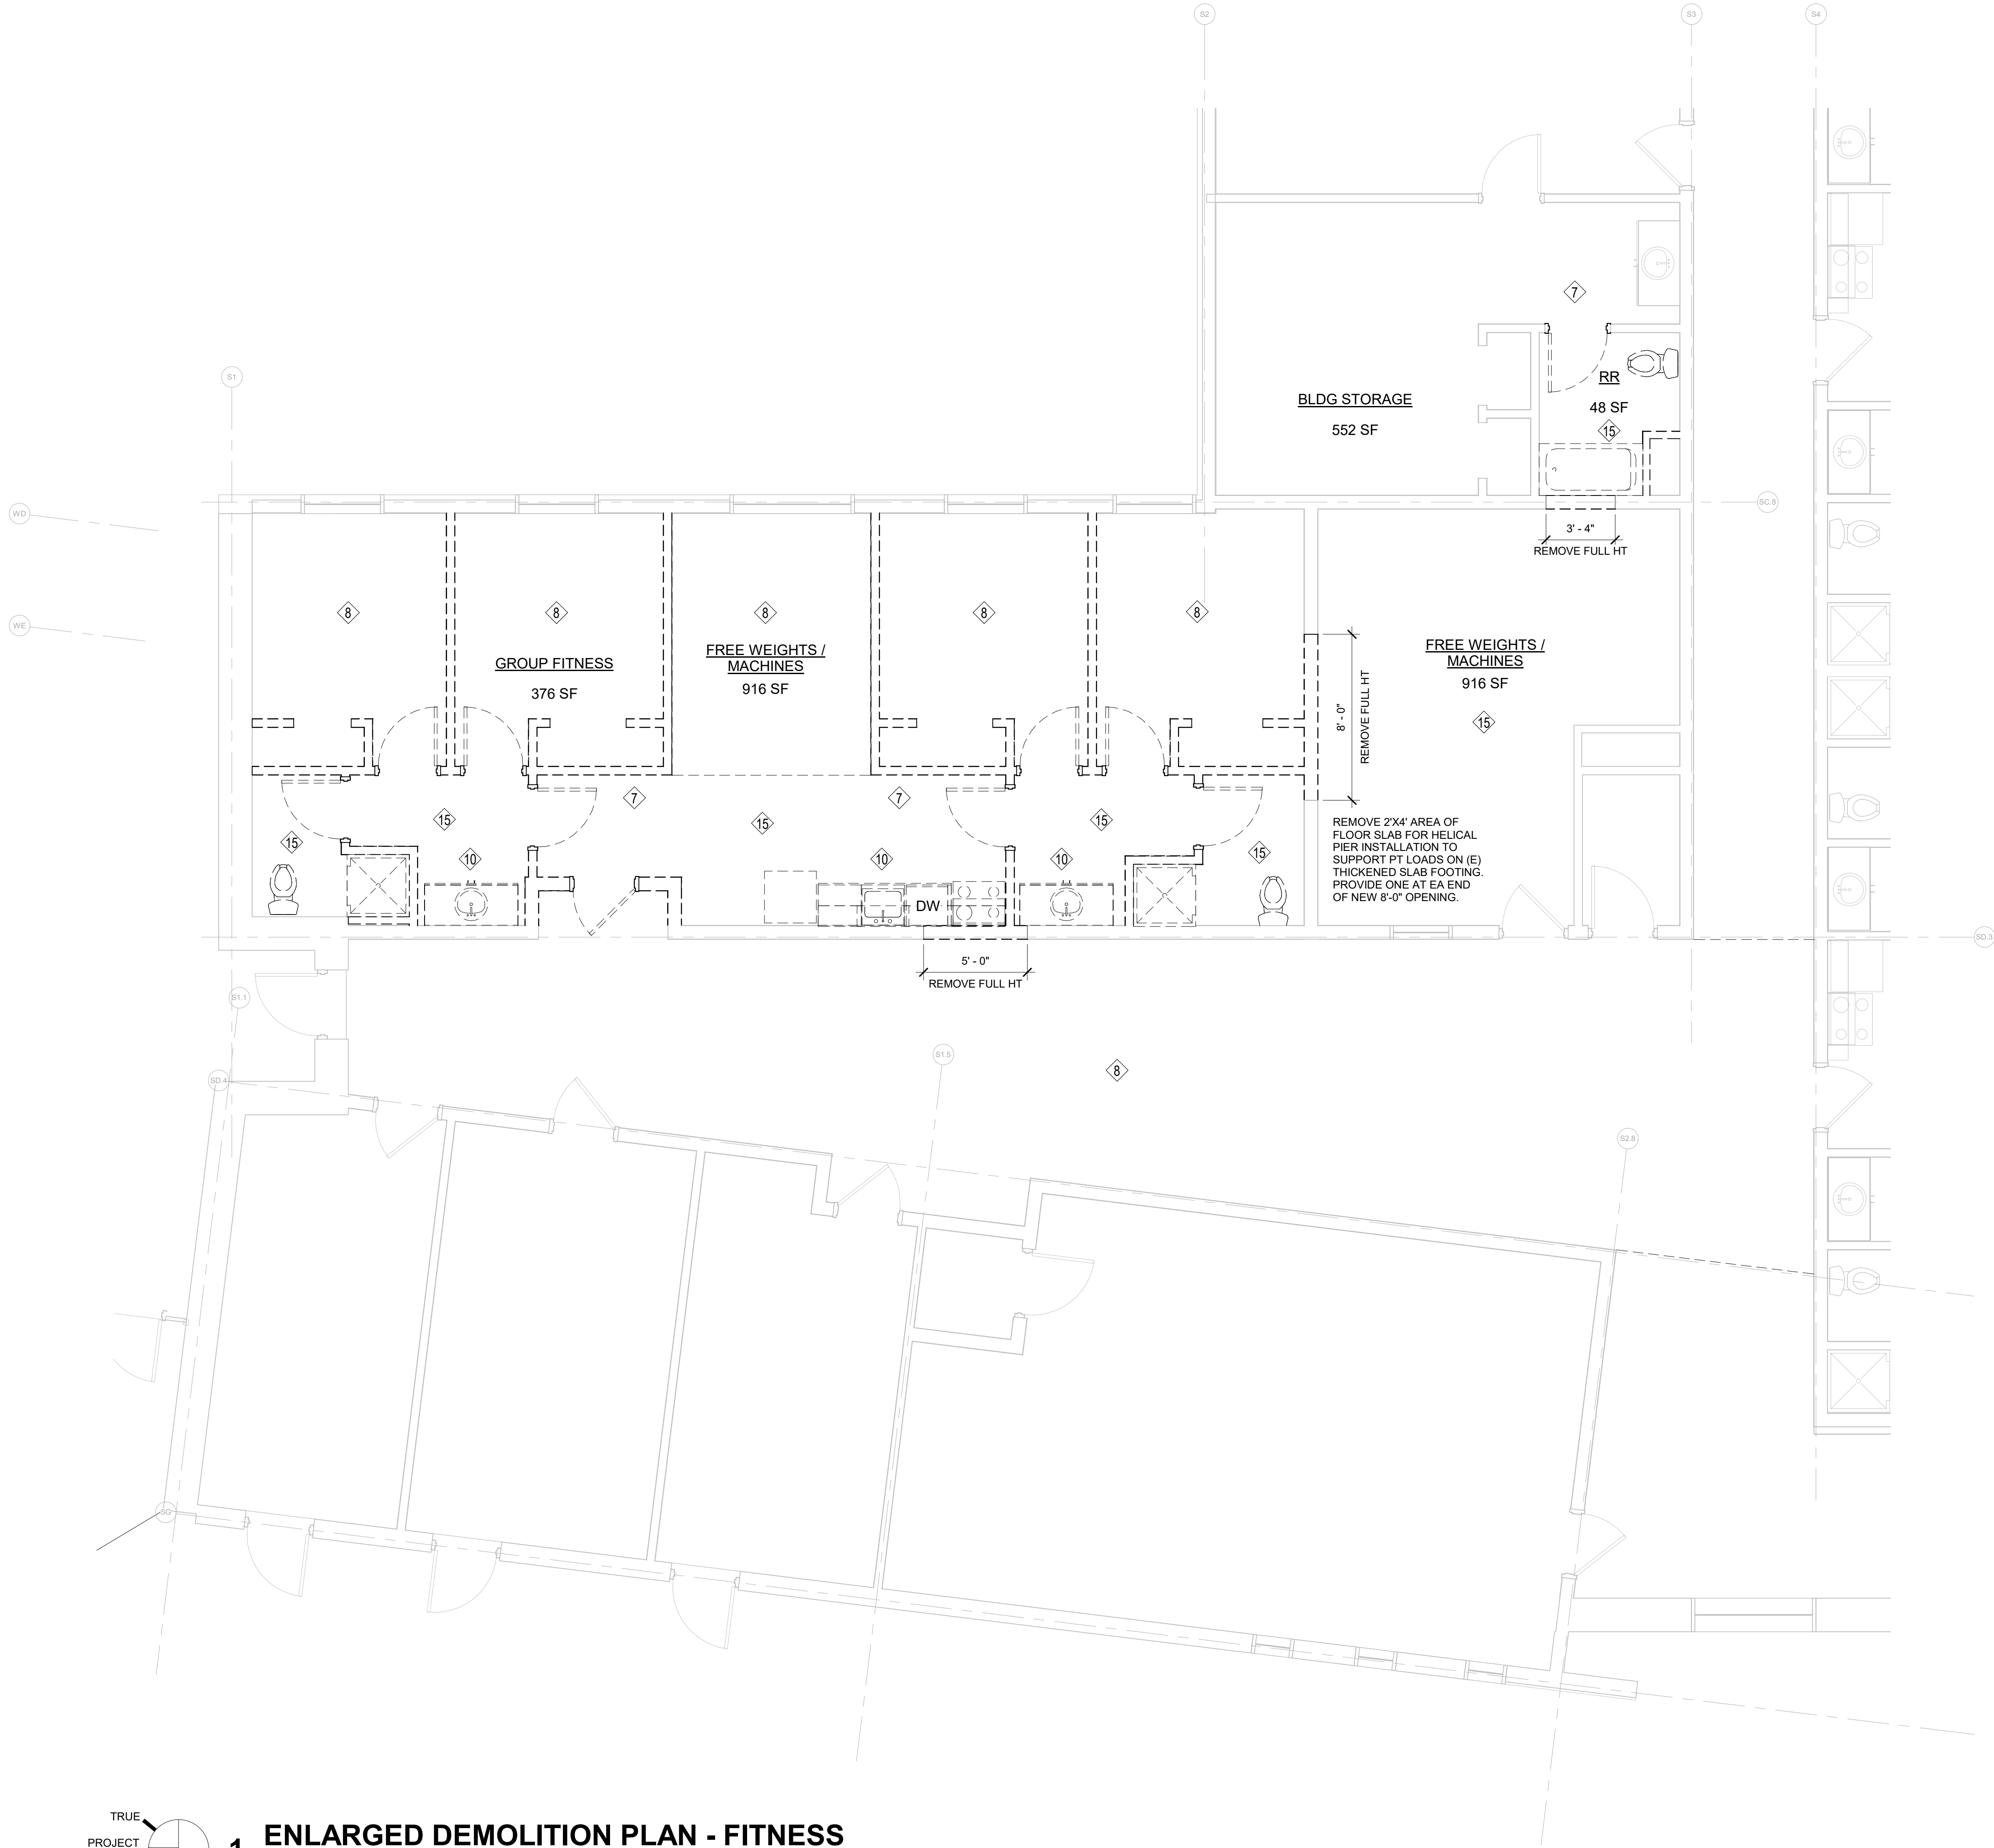 S2
S3
S4
7
S1
RR
BLDG STORAGE
48 SF
552 SF
15
WD
SC.8
3' - 4"
REMOVE FULL HT
8
8
8
8
8
WE
GROUP FITNESS
376 SF
FREE WEIGHTS /
MACHINES
916 SF
FREE WEIGHTS /
MACHINES
916 SF
15
8' - 0"
REMOVE FULL HT
7
7
15
15
15
15
15
10
10
10
DW
REMOVE 2'X4' AREA OF
FLOOR SLAB FOR HELICAL
PIER INSTALLATION TO
SUPPORT PT LOADS ON (E)
THICKENED SLAB FOOTING.
PROVIDE ONE AT EA END
OF NEW 8'-0" OPENING.
SD.3
5' - 0"
REMOVE FULL HT
S1.1
S1.5
8
SD.4
S2.8
SG
TRUE
PROJECT
1
ENLARGED DEMOLITION PLAN - FITNESS